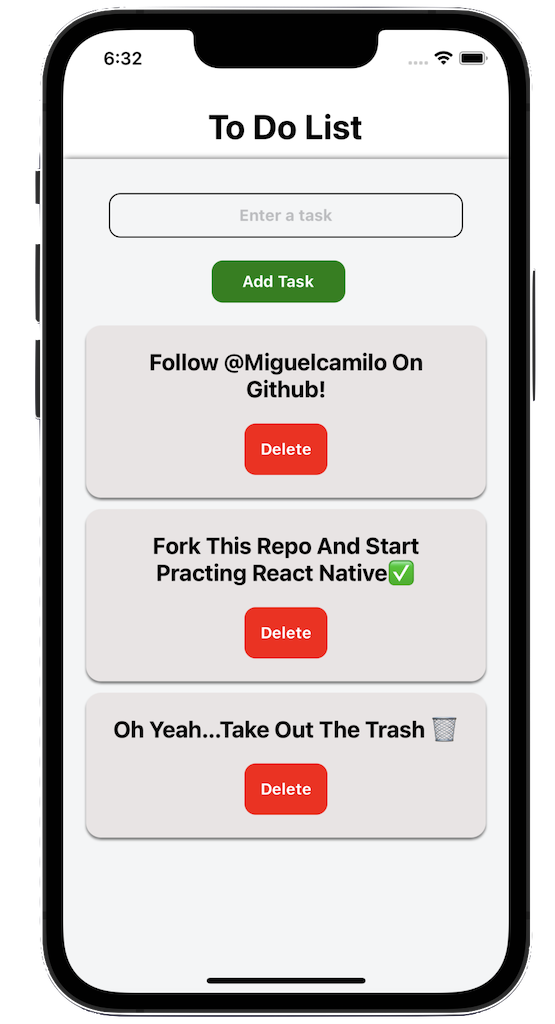 6:32
To Do List
Enter a task
Add Task
Follow @Miguelcamilo On
Github!
Delete
Fork This Repo And Start
Practing React Native✅
Delete
Oh Yeah...Take Out The Trash 🗑️
Delete